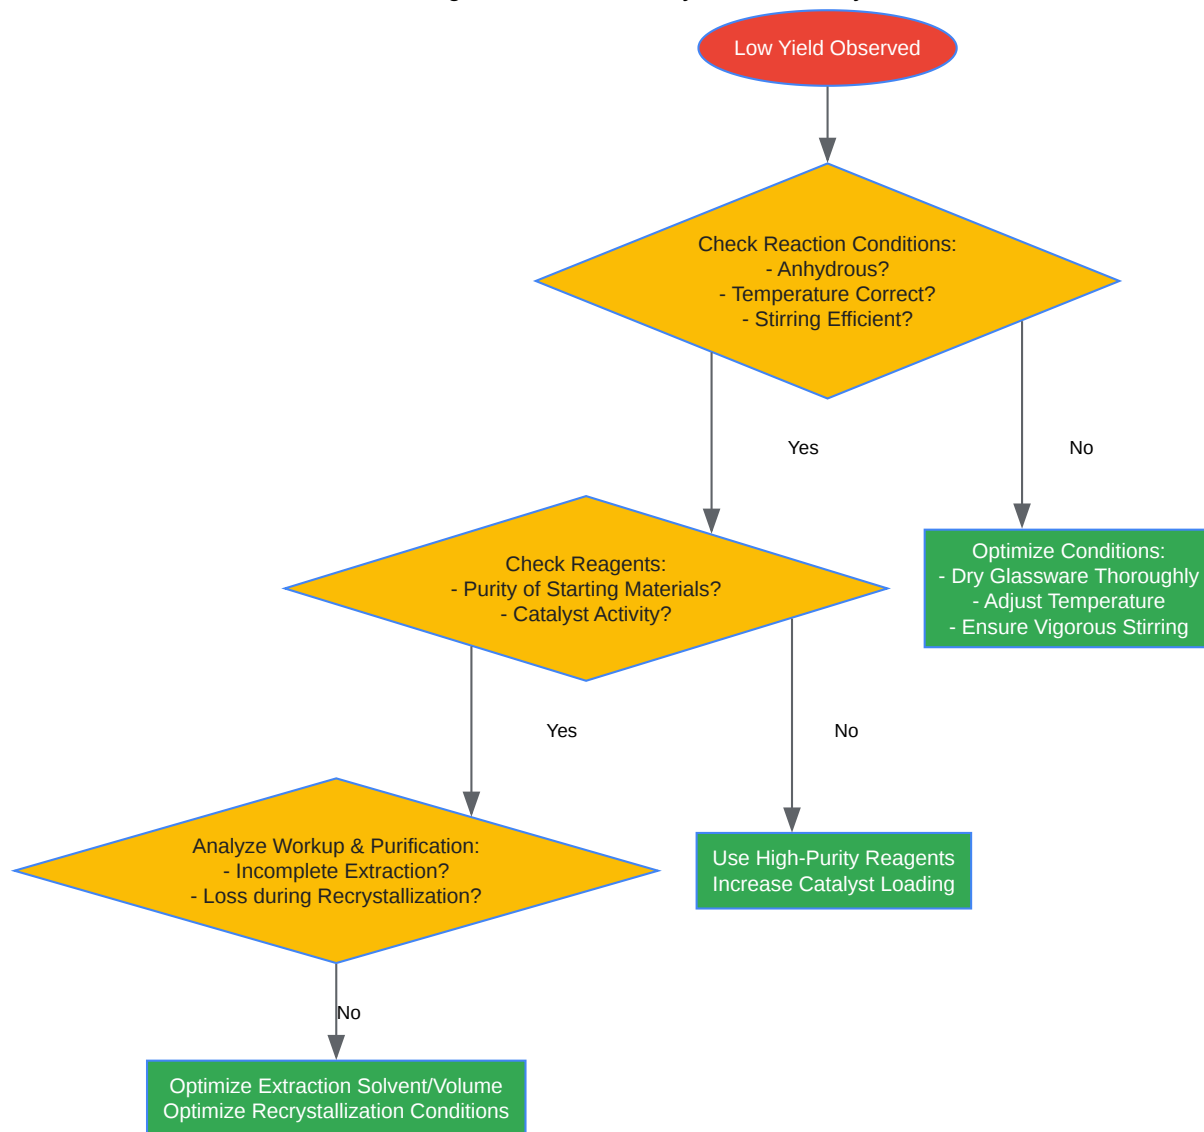 Low Yield Observed
Check Reaction Conditions:
- Anhydrous?
- Temperature Correct?
- Stirring Efficient?
Yes
No
Optimize Conditions:
- Dry Glassware Thoroughly
- Adjust Temperature
- Ensure Vigorous Stirring
Check Reagents:
- Purity of Starting Materials?
- Catalyst Activity?
Yes
No
Use High-Purity Reagents
Increase Catalyst Loading
Analyze Workup & Purification:
- Incomplete Extraction?
- Loss during Recrystallization?
No
Optimize Extraction Solvent/Volume
Optimize Recrystallization Conditions